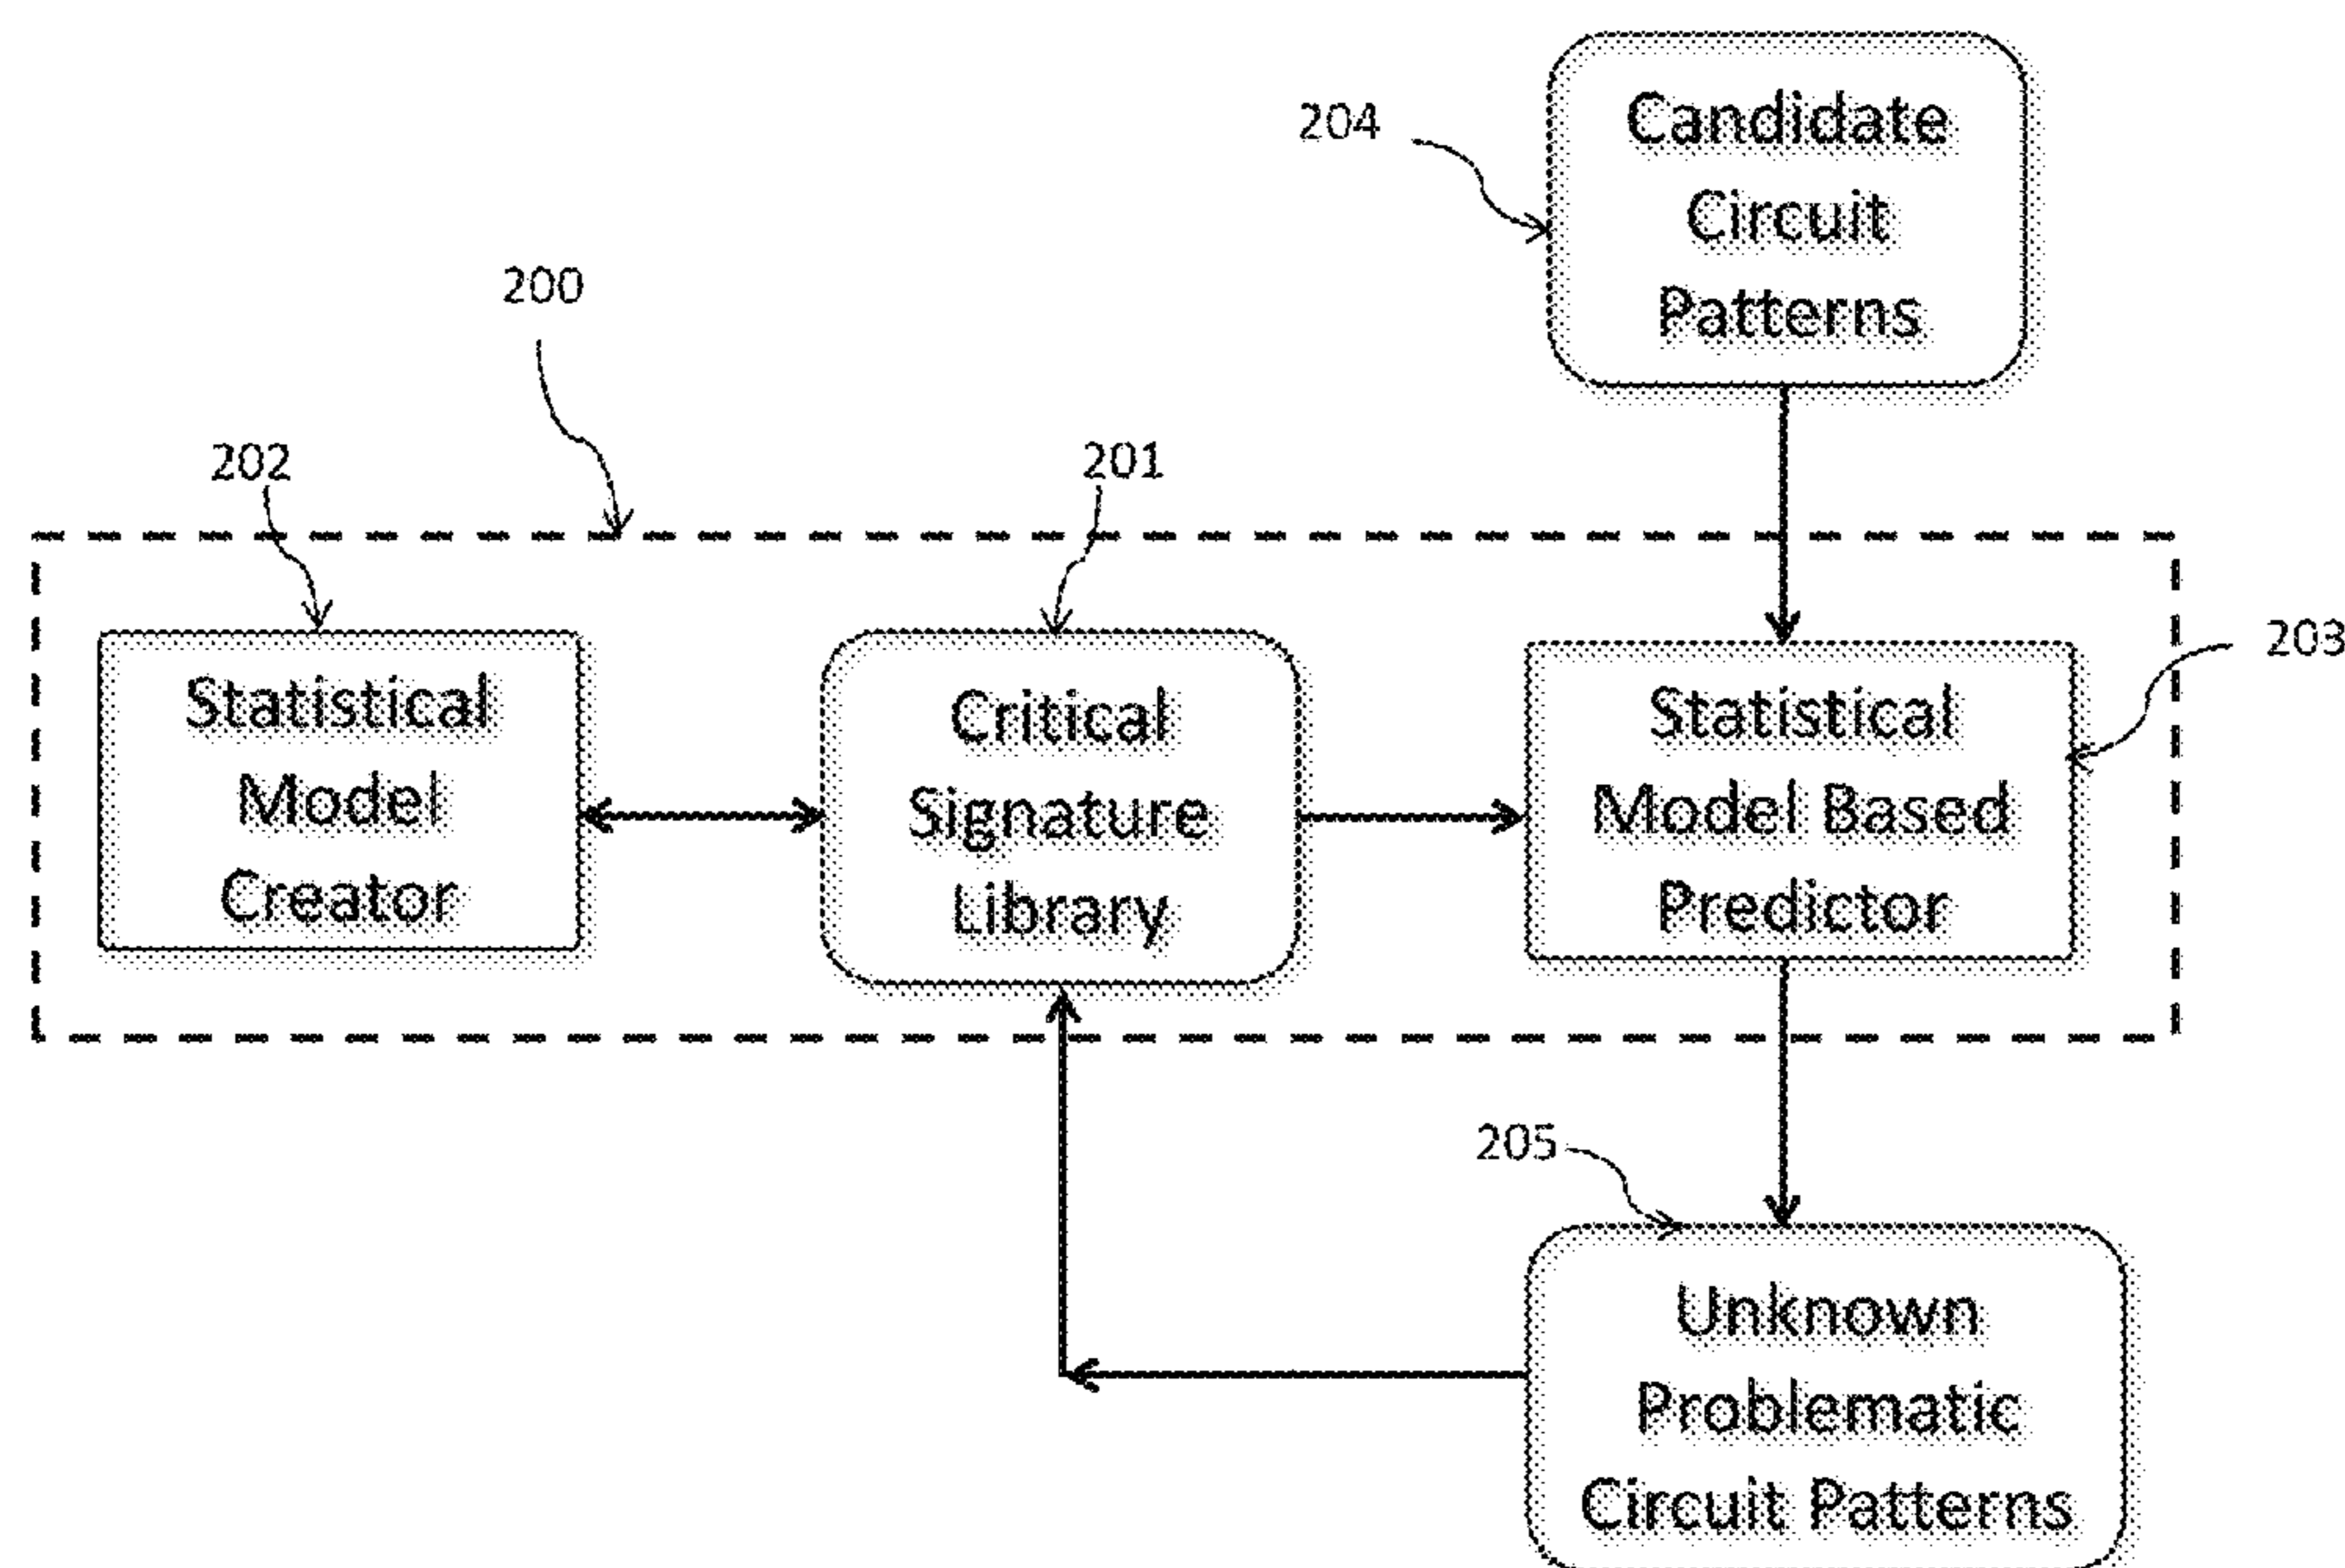 204
Candidate
Circuit
Patterns
200
202
201
203
Statistical
Model
Creator
Critical
Signature
Library
Statistical
Model Based
Predictor
205
Unknown
Problematic
Circuit Patterns